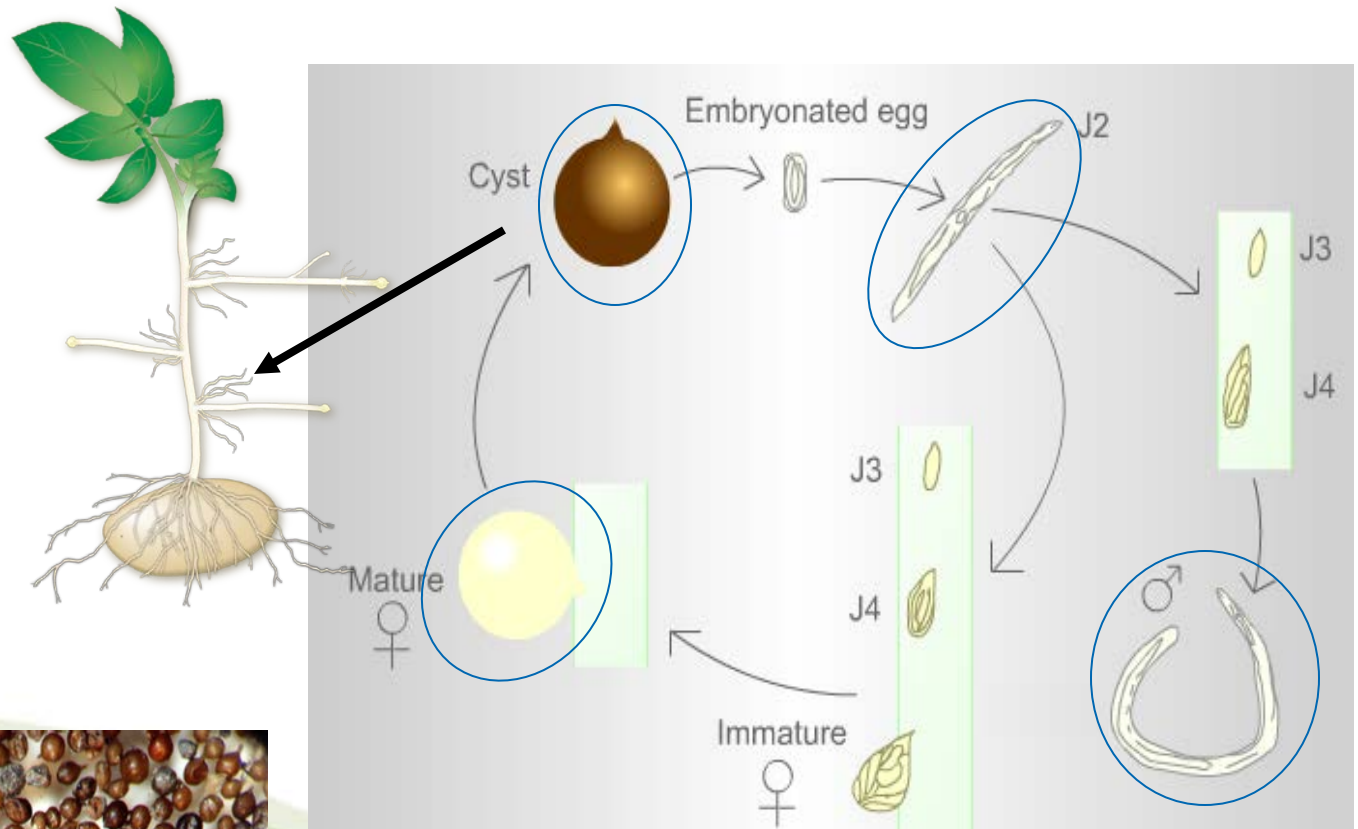 Embryonated egg
J2
Cyst
J3
J4
J3
J4
Mature
♀
♂
Immature
♀